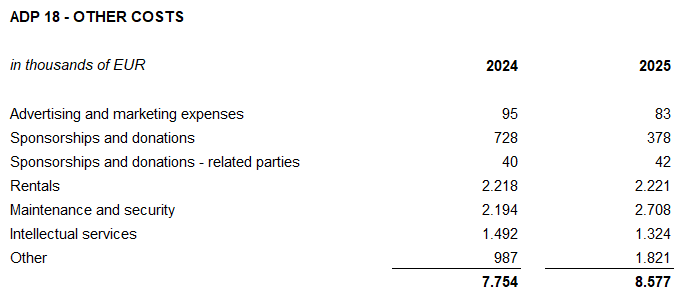 ADP 18 - OTHER COSTS
in thousands of EUR 2024 2025
Advertising and marketing expenses 95 83
Sponsorships and donations 728 378
Sponsorships and donations - related parties 40 42
Rentals 2.218 2.221
Maintenance and security 2.194 2.708
Intellectual services 1.492 1.324
Other 987 1.821
7.754 8.577